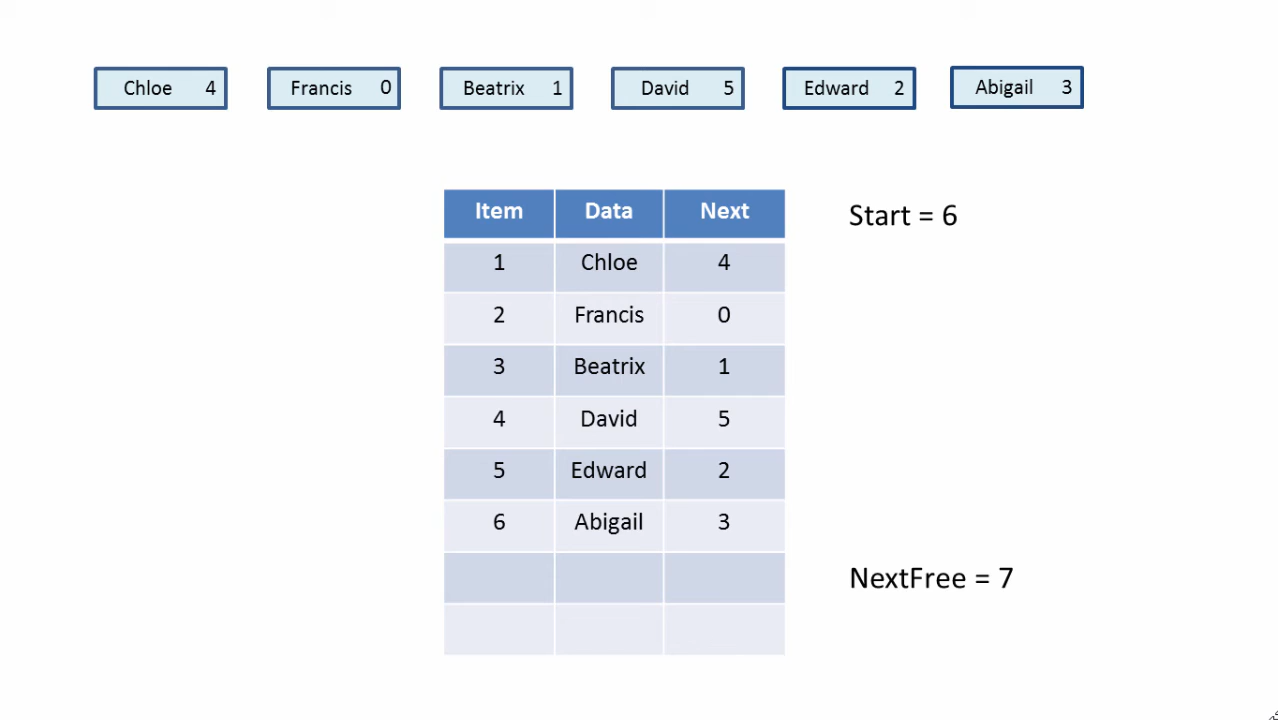 Chloe 4 Francis 0 Beatrix 1 David 5 Edward 2 Abigail 3
Item Data Next
Start = 6
1 Chloe 4
2 Francis 0
3 Beatrix 1
4 David 5
5 Edward 2
6 Abigail 3
NextFree = 7